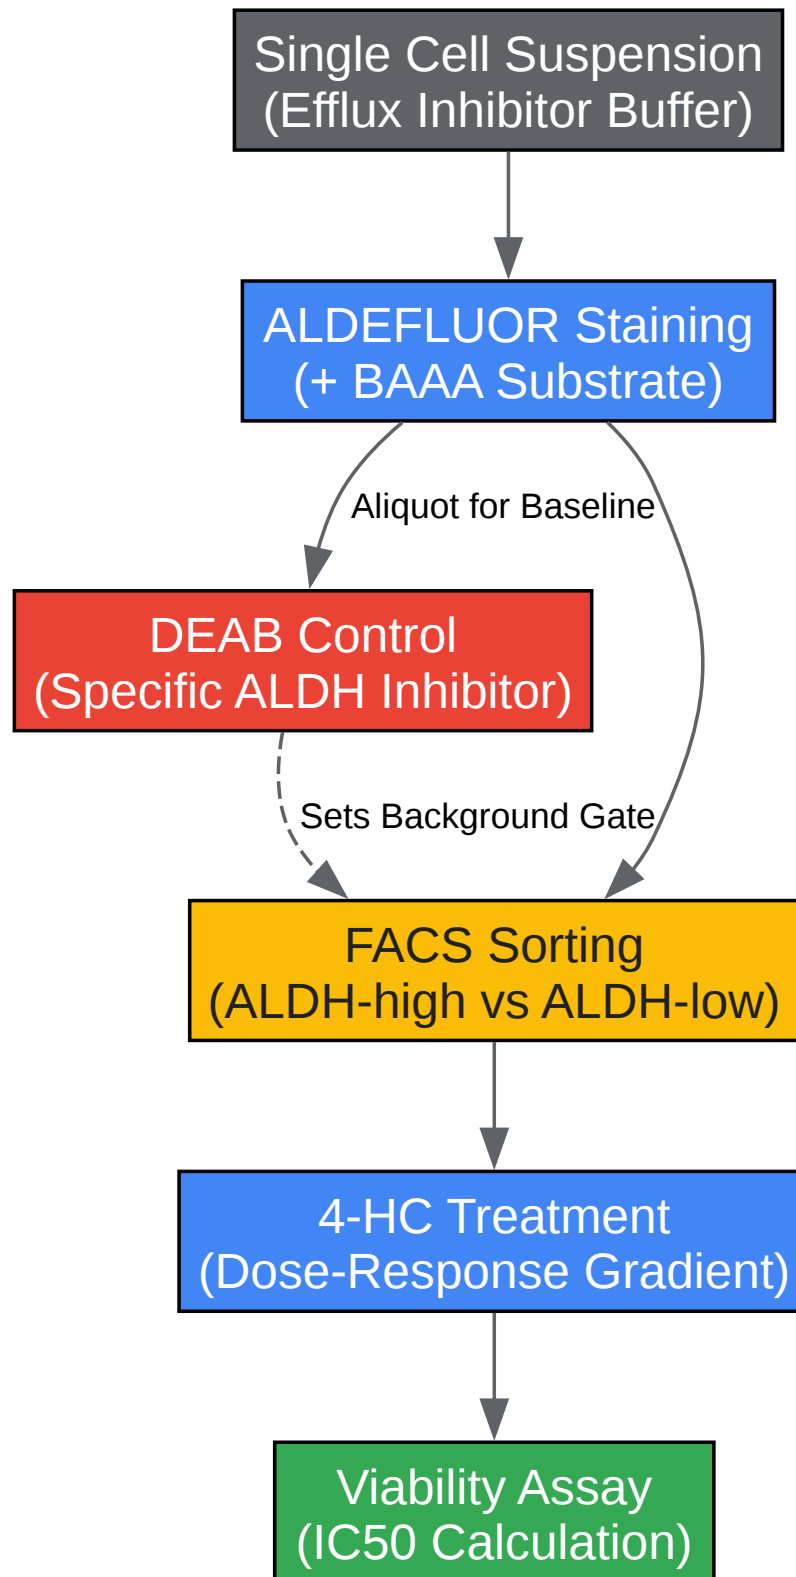 Single Cell Suspension
(Efflux Inhibitor Buffer)
ALDEFLUOR Staining
(+ BAAA Substrate)
Aliquot for Baseline
DEAB Control
(Specific ALDH Inhibitor)
Sets Background Gate
FACS Sorting
(ALDH-high vs ALDH-low)
4-HC Treatment
(Dose-Response Gradient)
Viability Assay
(IC50 Calculation)